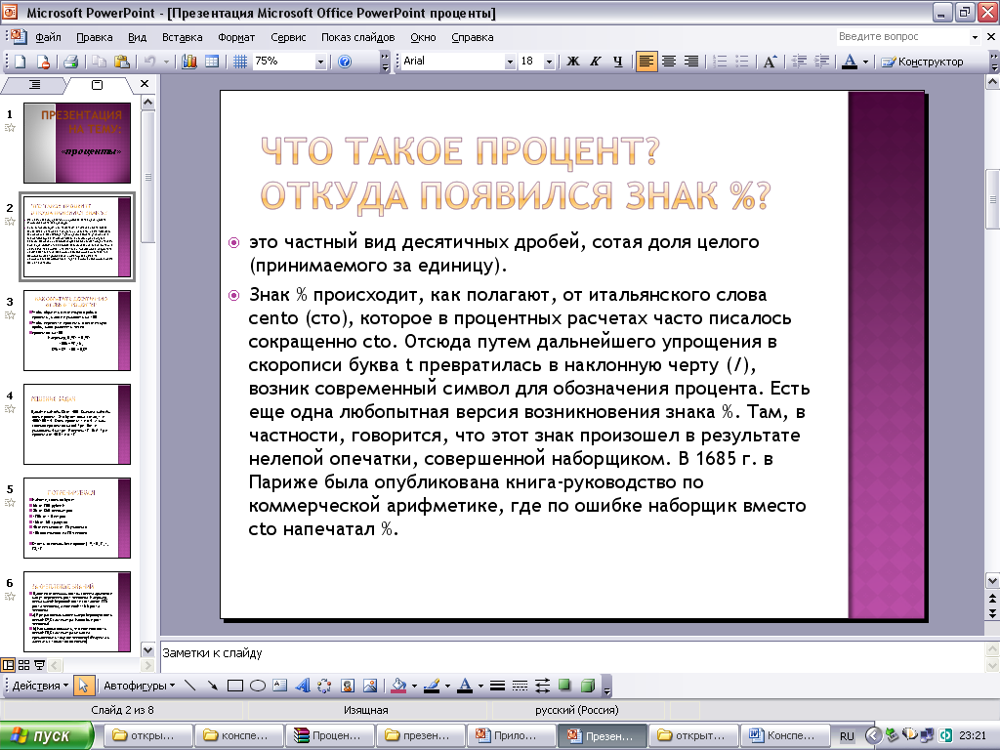 Microsoft PowerPoint - [Презентация Microsoft Office PowerPoint проценты]
Файл Правка Вид Вставка Формат Сервис Показ слайдов Окно Справка Введите вопрос
75% Arial 18 Ж К Ч Конструктор
1
ПРЕЗЕНТАЦИЯ
НА ТЕМУ:
«проценты»
2
3
4
5
6
ЧТО ТАКОЕ ПРОЦЕНТ?
ОТКУДА ПОЯВИЛСЯ ЗНАК %?
это частный вид десятичных дробей, сотая доля целого
(принимаемого за единицу).
Знак % происходит, как полагают, от итальянского слова
cento (сто), которое в процентных расчетах часто писалось
сокращенно cto. Отсюда путем дальнейшего упрощения в
скорописи буква t превратилась в наклонную черту (/),
возник современный символ для обозначения процента. Есть
еще одна любопытная версия возникновения знака %. Там, в
частности, говорится, что этот знак произошел в результате
нелепой опечатки, совершенной наборщиком. В 1685 г. в
Париже была опубликована книга-руководство по
коммерческой арифметике, где по ошибке наборщик вместо
cto напечатал %.
Заметки к слайду
Действия Автофигуры
Слайд 2 из 8 Изящная русский (Россия)
пуск откры... конспе... Процен... презен... Прило... Презен... открыт... Конспе... RU 23:21